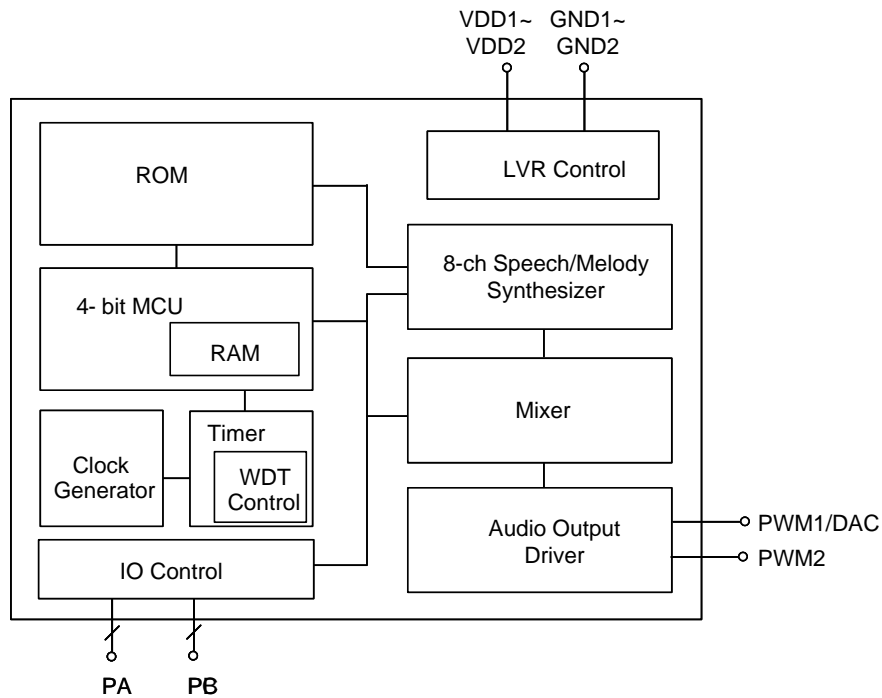 VDD1~
VDD2
GND1~
GND2
ROM
LVR Control
4- bit MCU
RAM
8-ch Speech/Melody
Synthesizer
Mixer
Clock
Generator
Timer
WDT
Control
Audio Output
Driver
PWM1/DAC
PWM2
IO Control
PA
PB